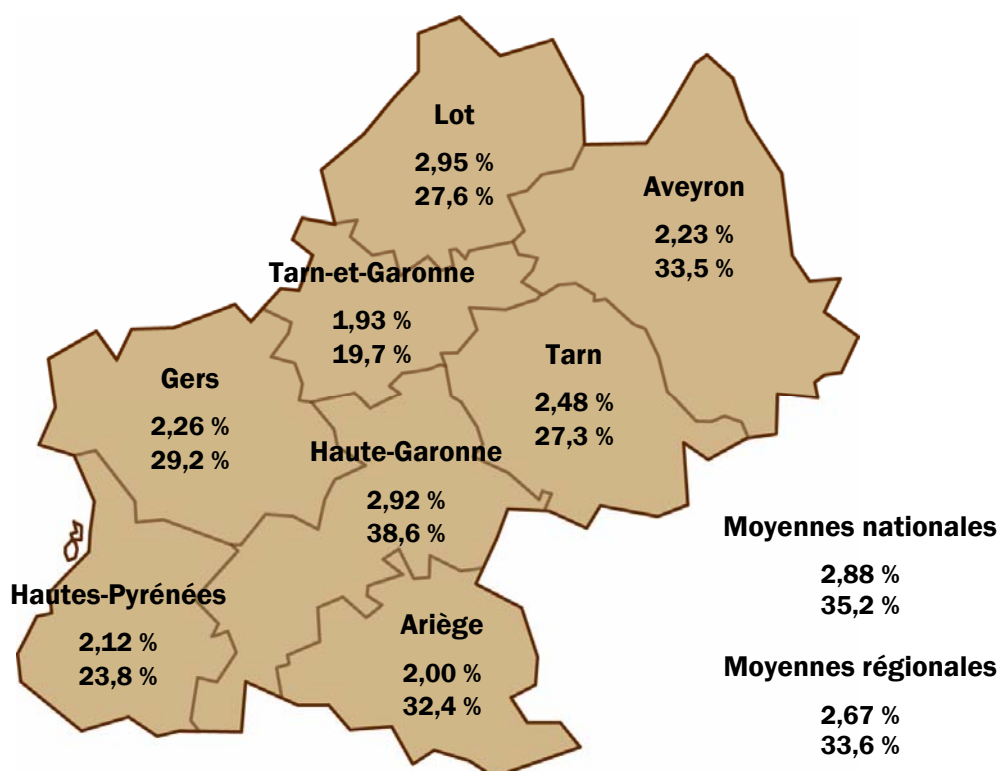 Lot
2,95 %
27,6 %
Aveyron
2,23 %
33,5 %
Tarn-et-Garonne
1,93 %
19,7 %
Tarn
2,48 %
27,3 %
Gers
2,26 %
29,2 %
Haute-Garonne
2,92 %
38,6 %
Hautes-Pyrénées
2,12 %
23,8 %
Ariège
2,00 %
32,4 %
Moyennes nationales
2,88 %
35,2 %
Moyennes régionales
2,67 %
33,6 %